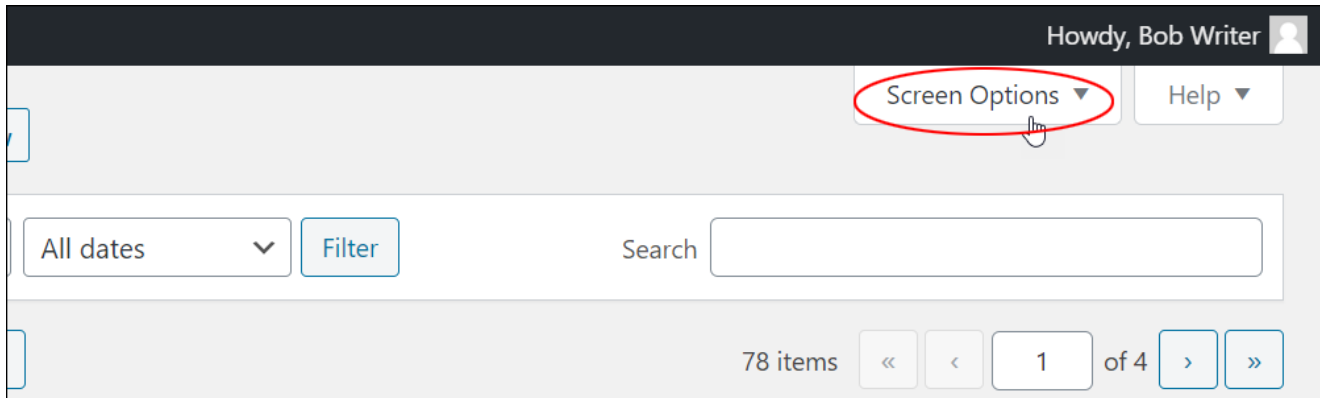 Howdy, Bob Writer
Screen Options ▼ Help ▼
All dates Filter Search
78 items « ‹ 1 of 4 › »